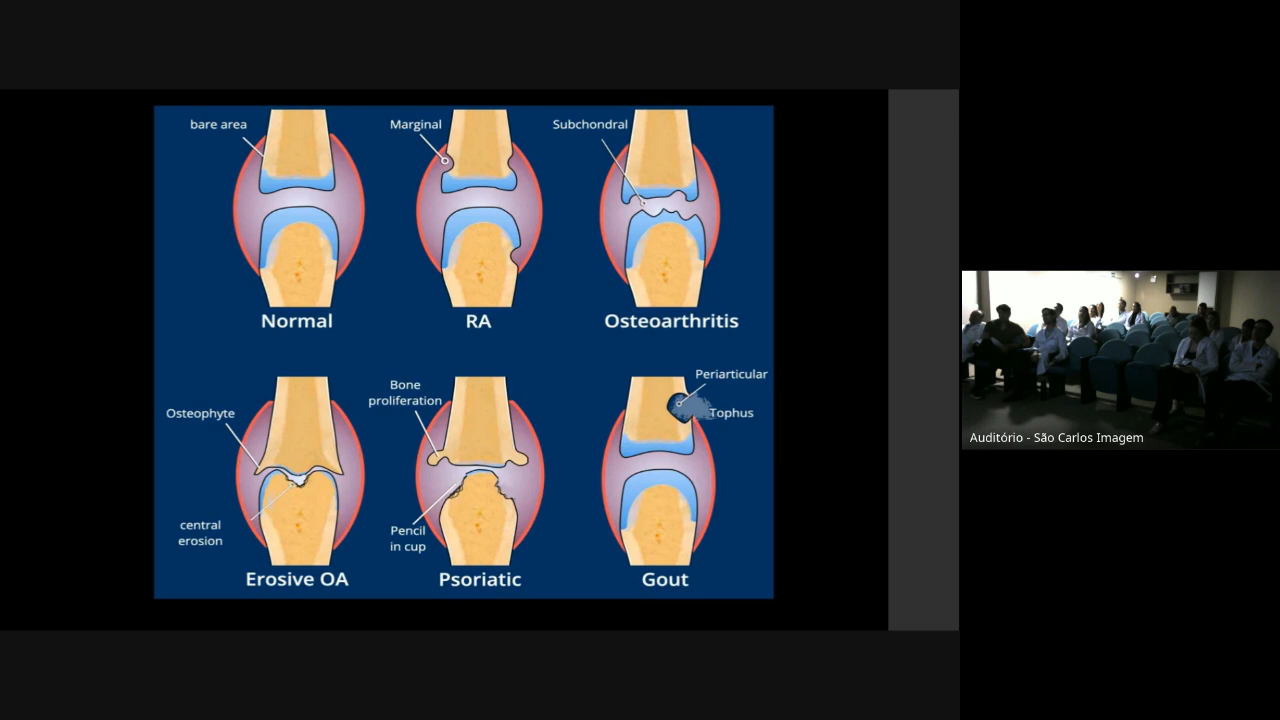 bare area
Marginal
Subchondral
Normal
RA
Osteoarthritis
Osteophyte
central
erosion
Bone
proliferation
Pencil
in cup
Periarticular
Tophus
Erosive OA
Psoriatic
Gout
Auditório - São Carlos Imagem